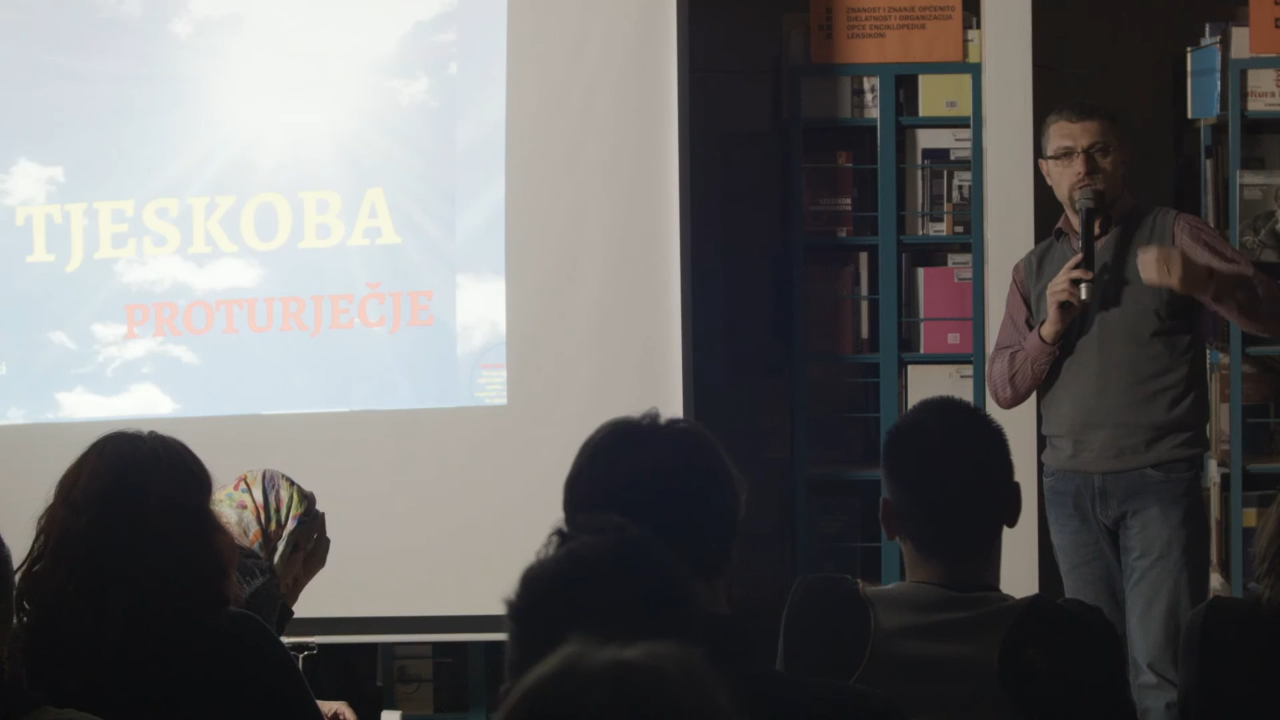 TJESKOBA
PROTURJEČJE
ZNANOST I ZNANJE OPĆENITO
DJELATNOST I ORGANIZACIJA
OPĆE ENCIKLOPEDIJE
LEKSIKONI